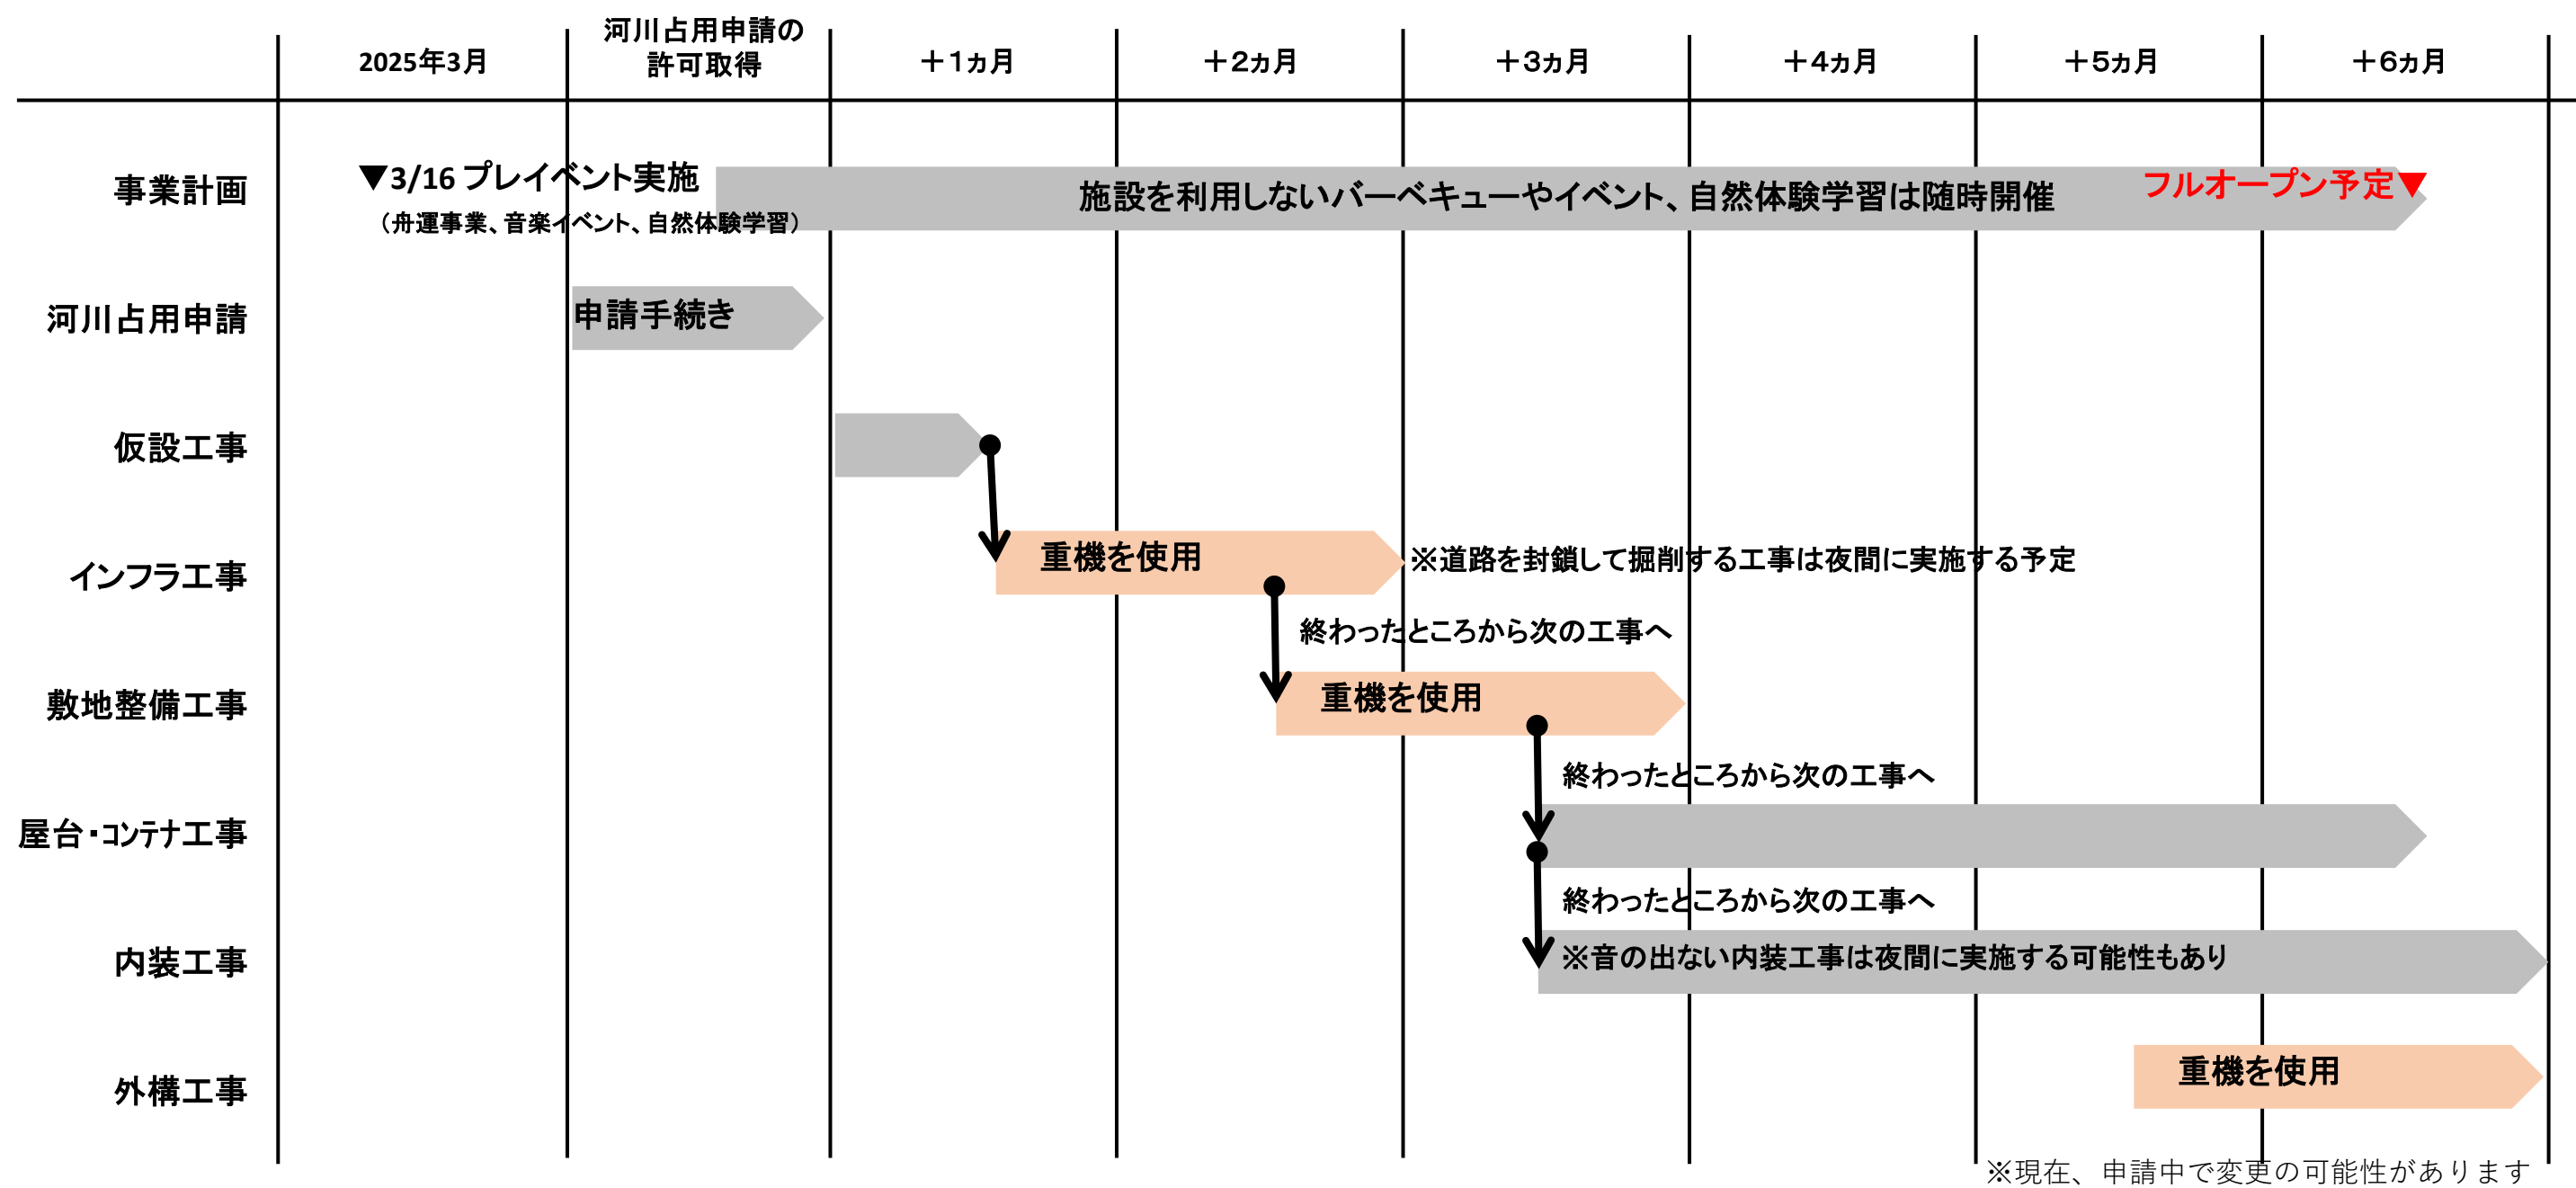 2025年3月
河川占用申請の
許可取得
＋1ヵ月
＋2ヵ月
＋3ヵ月
＋4ヵ月
＋5ヵ月
＋6ヵ月
事業計画
▼3/16 プレイベント実施
（舟運事業、音楽イベント、自然体験学習）
施設を利用しないバーベキューやイベント、自然体験学習は随時開催
フルオープン予定▼
河川占用申請
申請手続き
仮設工事
インフラ工事
重機を使用
※道路を封鎖して掘削する工事は夜間に実施する予定
終わったところから次の工事へ
敷地整備工事
重機を使用
終わったところから次の工事へ
屋台・コンテナ工事
終わったところから次の工事へ
内装工事
※音の出ない内装工事は夜間に実施する可能性もあり
外構工事
重機を使用
※現在、申請中で変更の可能性があります